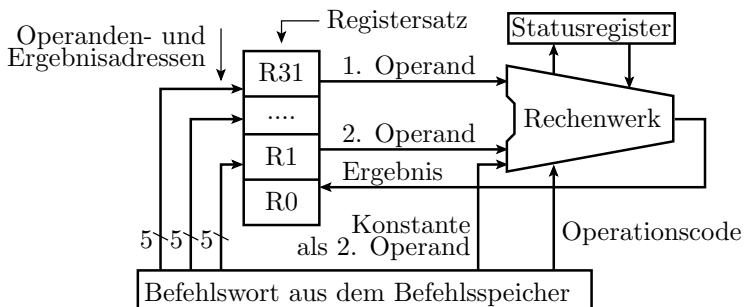 Registersatz
Statusregister
Operanden- und
Ergebnisadressen
R31
1. Operand
....
Rechenwerk
2. Operand
R1
Ergebnis
R0
5 5 5
Konstante
als 2. Operand
Operationscode
Befehlswort aus dem Befehlsspeicher